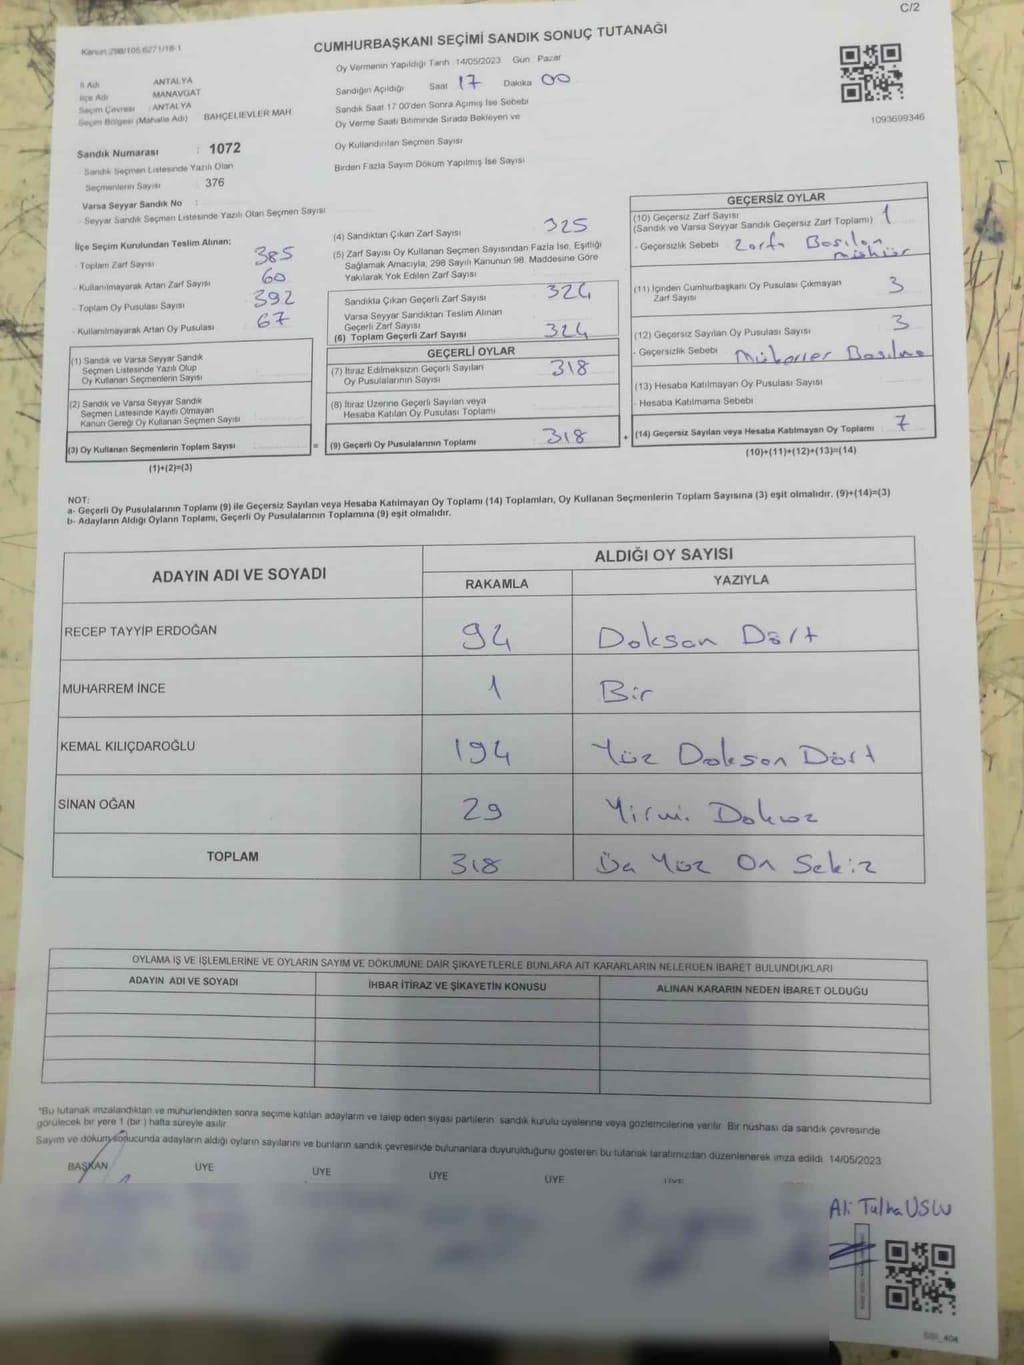 C/2
Kanun 298/105,6271/18-1
CUMHURBAŞKANI SEÇİMİ SANDIK SONUÇ TUTANAĞI
Oy Vermenin Yapıldığı Tarih 14/05/2023 Gün Pazar
Sandığın Açıldığı Saat 17 Dakika 00
Sandık Saat 17:00'den Sonra Açılmış İse Sebebi
Oy Verme Saati Bitiminde Sırada Bekleyen ve
Oy Kullandırılan Seçmen Sayısı
Birden Fazla Sayım Döküm Yapılmış İse Sayısı
1093699346
İl Adı ANTALYA
İlçe Adı MANAVGAT
Seçim Çevresi : ANTALYA
Seçim Bölgesi (Mahalle Adı) BAHÇELİEVLER MAH
Sandık Numarası : 1072
Sandık Seçmen Listesinde Yazılı Olan
Seçmenlerin Sayısı : 376
Varsa Seyyar Sandık No :
- Seyyar Sandık Seçmen Listesinde Yazılı Olan Seçmen Sayısı
İlçe Seçim Kurulundan Teslim Alınan:
- Toplam Zarf Sayısı 385
- Kullanılmayarak Artan Zarf Sayısı 60
- Toplam Oy Pusulası Sayısı 392
- Kullanılmayarak Artan Oy Pusulası 67
(1) Sandık ve Varsa Seyyar Sandık
Seçmen Listesinde Yazılı Olup
Oy Kullanan Seçmenlerin Sayısı
(2) Sandık ve Varsa Seyyar Sandık
Seçmen Listesinde Kayıtlı Olmayan
Kanun Gereği Oy Kullanan Seçmen Sayısı
(3) Oy Kullanan Seçmenlerin Toplam Sayısı =
(1)+(2)=(3)
(4) Sandıktan Çıkan Zarf Sayısı 325
(5) Zarf Sayısı Oy Kullanan Seçmen Sayısından Fazla İse, Eşitliği
Sağlamak Amacıyla, 298 Sayılı Kanunun 98. Maddesine Göre
Yakılarak Yok Edilen Zarf Sayısı
Sandıkta Çıkan Geçerli Zarf Sayısı 324
Varsa Seyyar Sandıktan Teslim Alınan
Geçerli Zarf Sayısı
(6) Toplam Geçerli Zarf Sayısı 324
GEÇERLİ OYLAR
(7) İtiraz Edilmeksizin Geçerli Sayılan
Oy Pusulalarının Sayısı 318
(8) İtiraz Üzerine Geçerli Sayılan veya
Hesaba Katılan Oy Pusulası Toplamı
(9) Geçerli Oy Pusulalarının Toplamı 318 +
GEÇERSİZ OYLAR
(10) Geçersiz Zarf Sayısı
(Sandık ve Varsa Seyyar Sandık Geçersiz Zarf Toplamı) 1
- Geçersizlik Sebebi Zarfa Basılan
mühür
(11) İçinden Cumhurbaşkanı Oy Pusulası Çıkmayan
Zarf Sayısı 3
(12) Geçersiz Sayılan Oy Pusulası Sayısı 3
- Geçersizlik Sebebi Mükerrer Basılma
(13) Hesaba Katılmayan Oy Pusulası Sayısı
- Hesaba Katılmama Sebebi
(14) Geçersiz Sayılan veya Hesaba Katılmayan Oy Toplamı 7
(10)+(11)+(12)+(13)=(14)
NOT:
a- Geçerli Oy Pusulalarının Toplamı (9) ile Geçersiz Sayılan veya Hesaba Katılmayan Oy Toplamı (14) Toplamları, Oy Kullanan Seçmenlerin Toplam Sayısına (3) eşit olmalıdır. (9)+(14)=(3)
b- Adayların Aldığı Oyların Toplamı, Geçerli Oy Pusulalarının Toplamına (9) eşit olmalıdır.
ADAYIN ADI VE SOYADI ALDIĞI OY SAYISI
RAKAMLA YAZIYLA
RECEP TAYYİP ERDOĞAN 94 Doksan Dört
MUHARREM İNCE 1 Bir
KEMAL KILIÇDAROĞLU 194 Yüz Doksan Dört
SİNAN OĞAN 29 Yirmi Dokuz
TOPLAM 318 Üç Yüz On Sekiz
OYLAMA İŞ VE İŞLEMLERİNE VE OYLARIN SAYIM VE DÖKÜMÜNE DAİR ŞİKAYETLERLE BUNLARA AİT KARARLARIN NELERDEN İBARET BULUNDUKLARI
ADAYIN ADI VE SOYADI İHBAR İTİRAZ VE ŞİKAYETİN KONUSU ALINAN KARARIN NEDEN İBARET OLDUĞU
*Bu tutanak imzalandıktan ve mühürlendikten sonra seçime katılan adayların ve talep eden siyasi partilerin sandık kurulu üyelerine veya gözlemcilerine verilir. Bir nüshası da sandık çevresinde
görülecek bir yere 1 (bir) hafta süreyle asılır.
Sayım ve döküm sonucunda adayların aldığı oyların sayılarını ve bunların sandık çevresinde bulunanlara duyurulduğunu gösteren bu tutanak tarafımızdan düzenlenerek imza edildi. 14/05/2023
BAŞKAN ÜYE ÜYE ÜYE ÜYE ÜYE
Ali Talha USLU